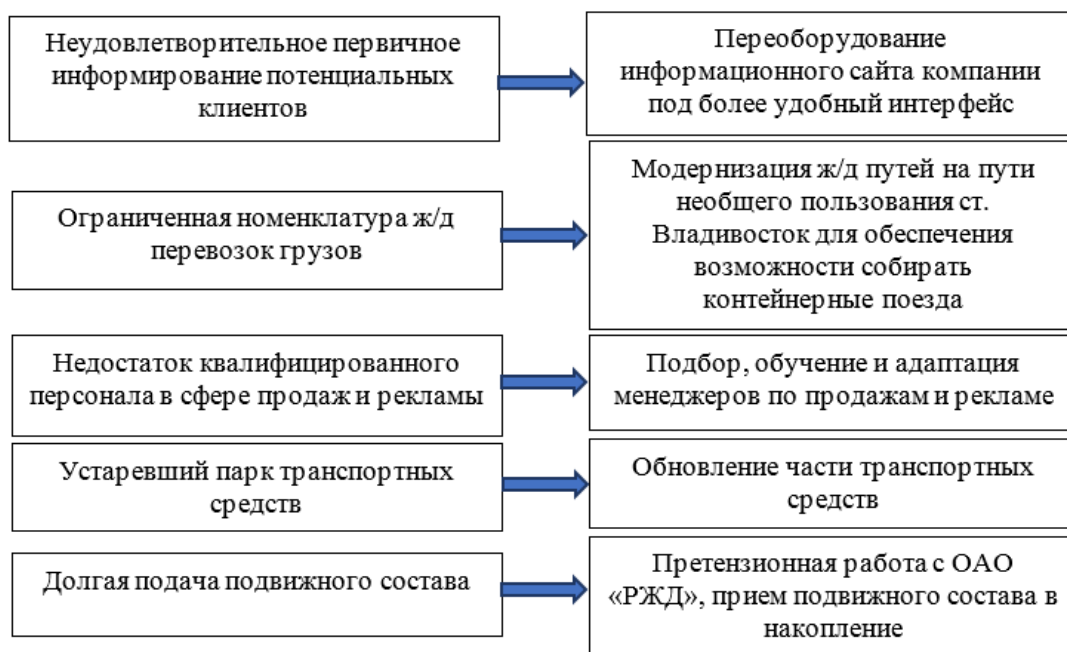 Неудовлетворительное первичное
информирование потенциальных
клиентов
Переоборудование
информационного сайта компании
под более удобный интерфейс
Ограниченная номенклатура ж/д
перевозок грузов
Модернизация ж/д путей на пути
необщего пользования ст.
Владивосток для обеспечения
возможности собирать
контейнерные поезда
Недостаток квалифицированного
персонала в сфере продаж и рекламы
Подбор, обучение и адаптация
менеджеров по продажам и рекламе
Устаревший парк транспортных
средств
Обновление части транспортных
средств
Долгая подача подвижного состава
Претензионная работа с ОАО
«РЖД», прием подвижного состава в
накопление